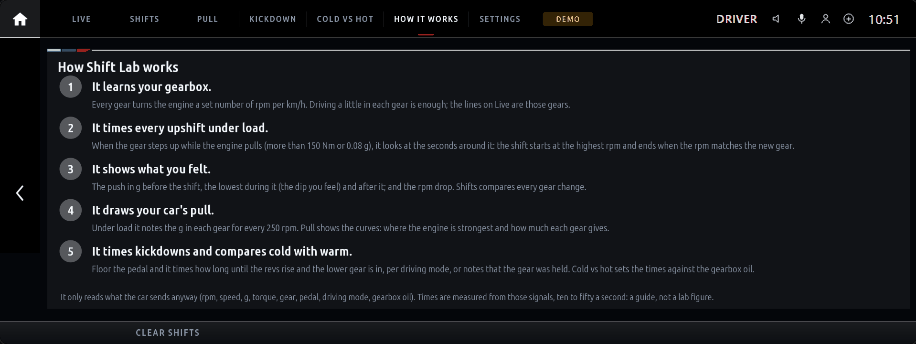 LIVE SHIFTS PULL KICKDOWN COLD VS HOT HOW IT WORKS SETTINGS DEMO DRIVER 10:51
How Shift Lab works
1 It learns your gearbox.
Every gear turns the engine a set number of rpm per km/h. Driving a little in each gear is enough; the lines on Live are those gears.
2 It times every upshift under load.
When the gear steps up while the engine pulls (more than 150 Nm or 0.08 g), it looks at the seconds around it: the shift starts at the highest rpm and ends when the rpm matches the new gear.
3 It shows what you felt.
The push in g before the shift, the lowest during it (the dip you feel) and after it; and the rpm drop. Shifts compares every gear change.
4 It draws your car's pull.
Under load it notes the g in each gear for every 250 rpm. Pull shows the curves: where the engine is strongest and how much each gear gives.
5 It times kickdowns and compares cold with warm.
Floor the pedal and it times how long until the revs rise and the lower gear is in, per driving mode, or notes that the gear was held. Cold vs hot sets the times against the gearbox oil.
It only reads what the car sends anyway (rpm, speed, g, torque, gear, pedal, driving mode, gearbox oil). Times are measured from those signals, ten to fifty a second: a guide, not a lab figure.
CLEAR SHIFTS